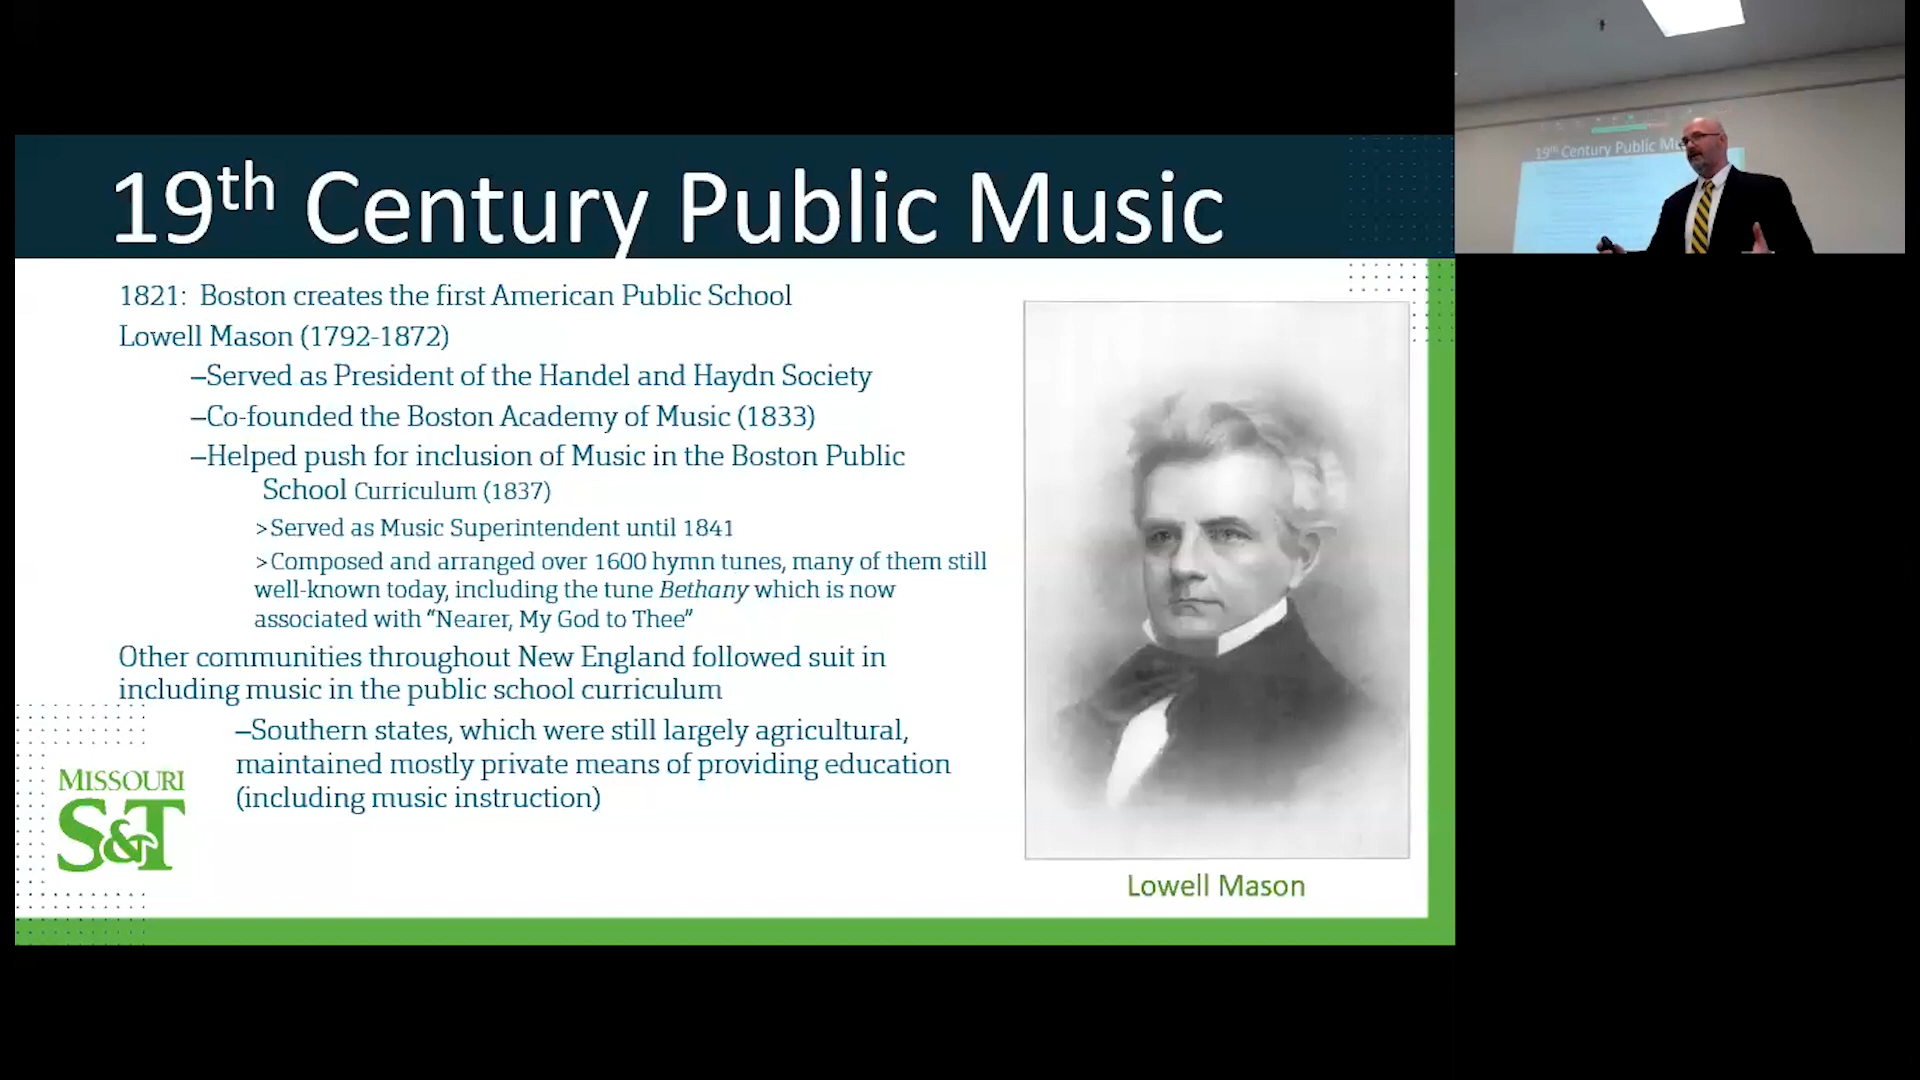 19th Century Public Music
1821: Boston creates the first American Public School
Lowell Mason (1792-1872)
–Served as President of the Handel and Haydn Society
–Co-founded the Boston Academy of Music (1833)
–Helped push for inclusion of Music in the Boston Public
School Curriculum (1837)
>Served as Music Superintendent until 1841
>Composed and arranged over 1600 hymn tunes, many of them still
well-known today, including the tune Bethany which is now
associated with “Nearer, My God to Thee”
Other communities throughout New England followed suit in
including music in the public school curriculum
–Southern states, which were still largely agricultural,
maintained mostly private means of providing education
(including music instruction)
MISSOURI
S&T
Lowell Mason
19th Century Public